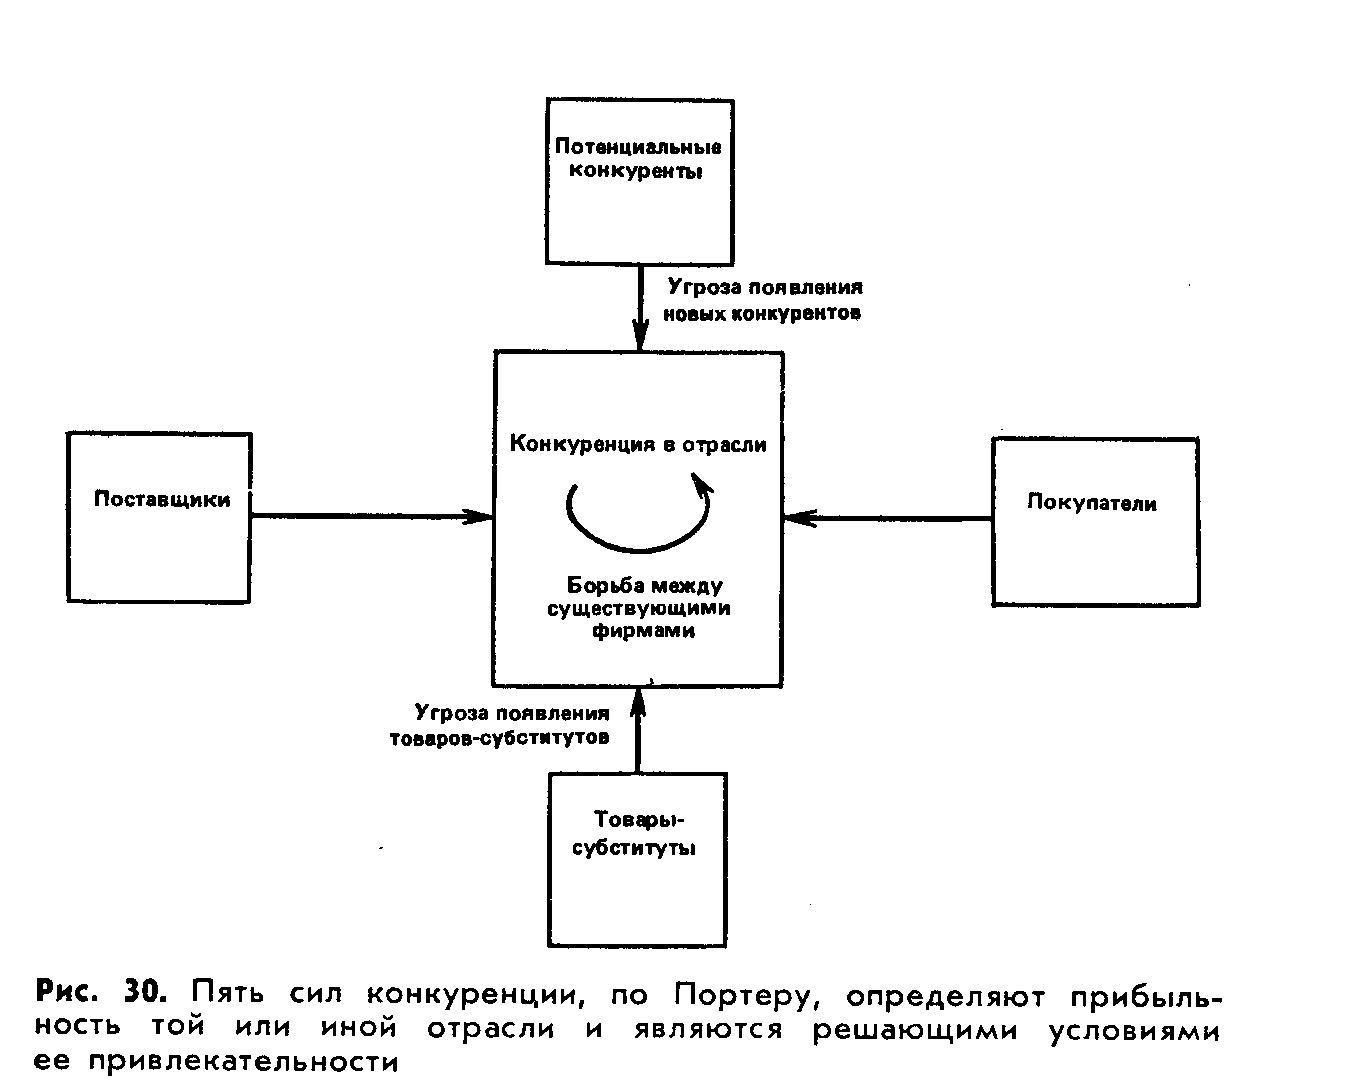 Потенциальные
конкуренты
Угроза появления
новых конкурентов
Конкуренция в отрасли
Поставщики
Покупатели
Борьба между
существующими
фирмами
Угроза появления
товаров-субститутов
Товары-
субституты
Рис. 30. Пять сил конкуренции, по Портеру, определяют прибыль-
ность той или иной отрасли и являются решающими условиями
ее привлекательности